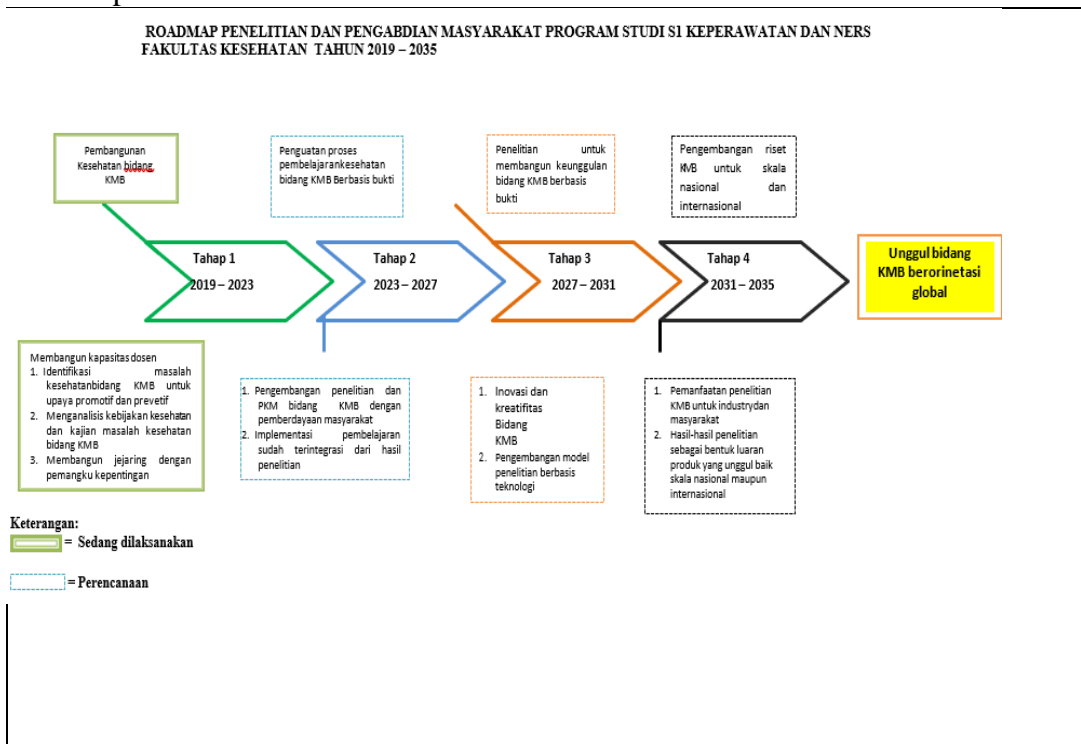 ROADMAP PENELITIAN DAN PENGABDIAN MASYARAKAT PROGRAM STUDI S1 KEPERAWATAN DAN NERS
FAKULTAS KESEHATAN TAHUN 2019 – 2035
Pembangunan
Kesehatan bidang
KMB
Penguatan proses
pembelajarankesehatan
bidang KMB Berbasis bukti
Penelitian untuk
membangun keunggulan
bidang KMB berbasis
bukti
Pengembangan riset
KMB untuk skala
nasional dan
internasional
Tahap 1
2019 – 2023
Tahap 2
2023 – 2027
Tahap 3
2027 – 2031
Tahap 4
2031 – 2035
Unggul bidang
KMB berorinetasi
global
Membangun kapasitas dosen
1. Identifikasi masalah
kesehatanbidang KMB untuk
upaya promotif dan prevetif
2. Menganalisis kebijakan kesehatan
dan kajian masalah kesehatan
bidang KMB
3. Membangun jejaring dengan
pemangku kepentingan
1. Pengembangan penelitian dan
PKM bidang KMB dengan
pemberdayaan masyarakat
2. Implementasi pembelajaran
sudah terintegrasi dari hasil
penelitian
1. Inovasi dan
kreatifitas
Bidang
KMB
2. Pengembangan model
penelitian berbasis
teknologi
1. Pemanfaatan penelitian
KMB untuk industrydan
masyarakat
2. Hasil-hasil penelitian
sebagai bentuk luaran
produk yang unggul baik
skala nasional maupun
internasional
Keterangan:
= Sedang dilaksanakan
= Perencanaan